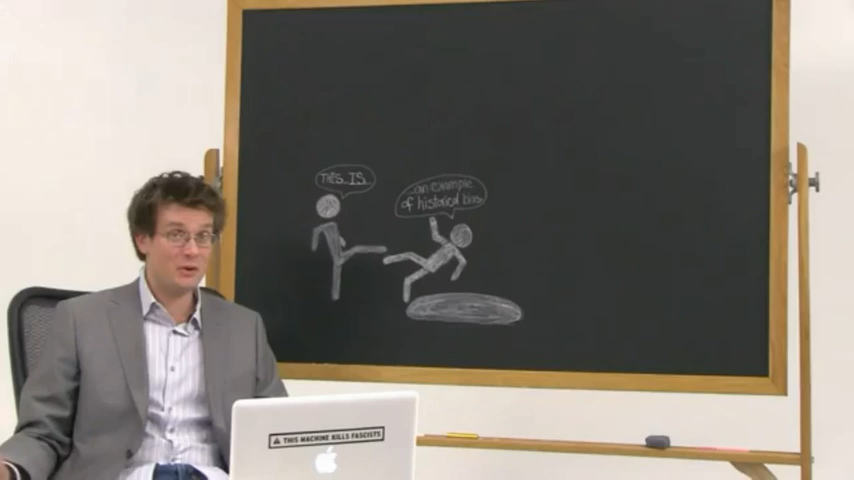 THIS...IS...
...an example
of historical bias.
THIS MACHINE KILLS FASCISTS